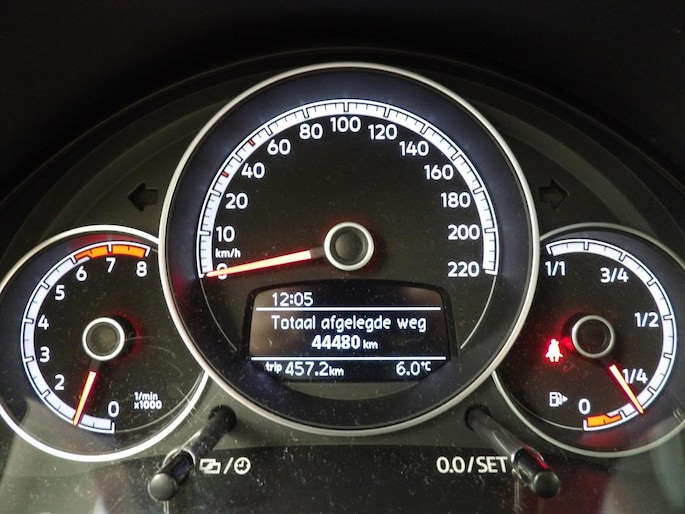 0 10 20 40 60 80 100 120 140 160 180 200 220
km/h
0 2 3 4 5 6 7 8
1/min
x1000
12:05
Totaal afgelegde weg
44480 km
trip 457.2 km 6.0 °C
1/1 3/4 1/2 1/4 0
0.0/SET